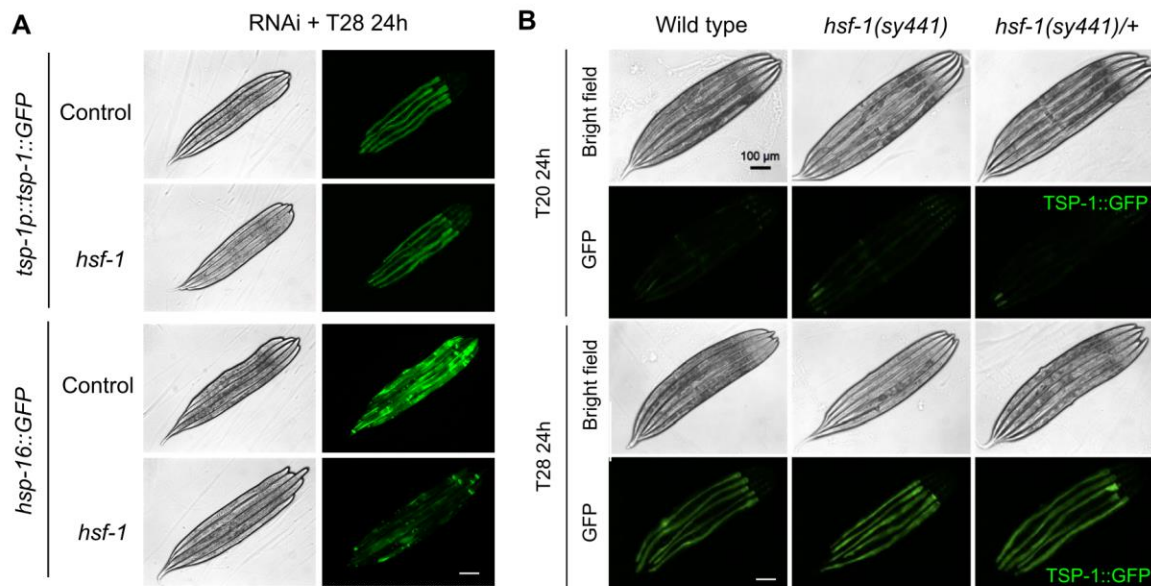 A
RNAi + T28 24h
tsp-1p::tsp-1::GFP
Control
hsf-1
hsp-16::GFP
Control
hsf-1
B
Wild type
hsf-1(sy441)
hsf-1(sy441)/+
T20 24h
Bright field
100 µm
GFP
TSP-1::GFP
T28 24h
Bright field
GFP
TSP-1::GFP